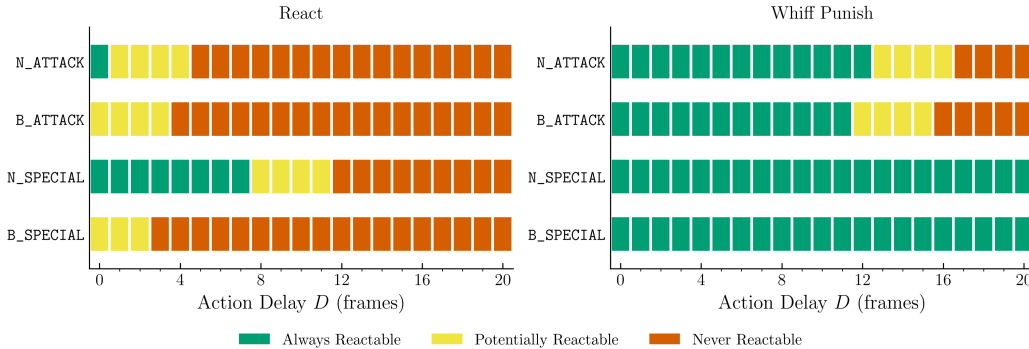 React
N_ATTACK
B_ATTACK
N_SPECIAL
B_SPECIAL
0 4 8 12 16 20
Action Delay D (frames)
Whiff Punish
N_ATTACK
B_ATTACK
N_SPECIAL
B_SPECIAL
0 4 8 12 16 20
Action Delay D (frames)
Always Reactable Potentially Reactable Never Reactable